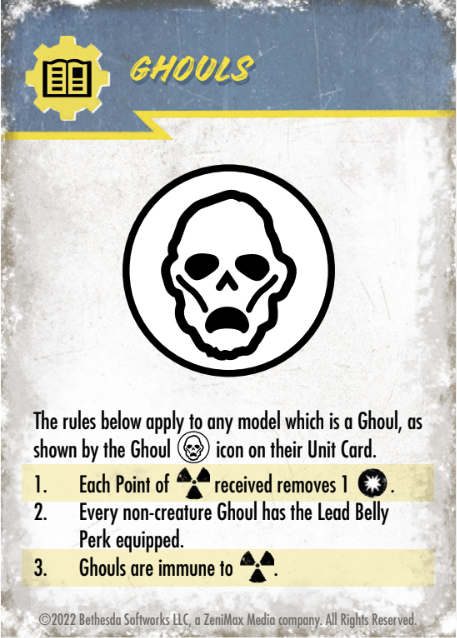 GHOULS
The rules below apply to any model which is a Ghoul, as
shown by the Ghoul icon on their Unit Card.
1. Each Point of received removes 1 .
2. Every non-creature Ghoul has the Lead Belly
Perk equipped.
3. Ghouls are immune to .
©2022 Bethesda Softworks LLC, a ZeniMax Media company. All Rights Reserved.